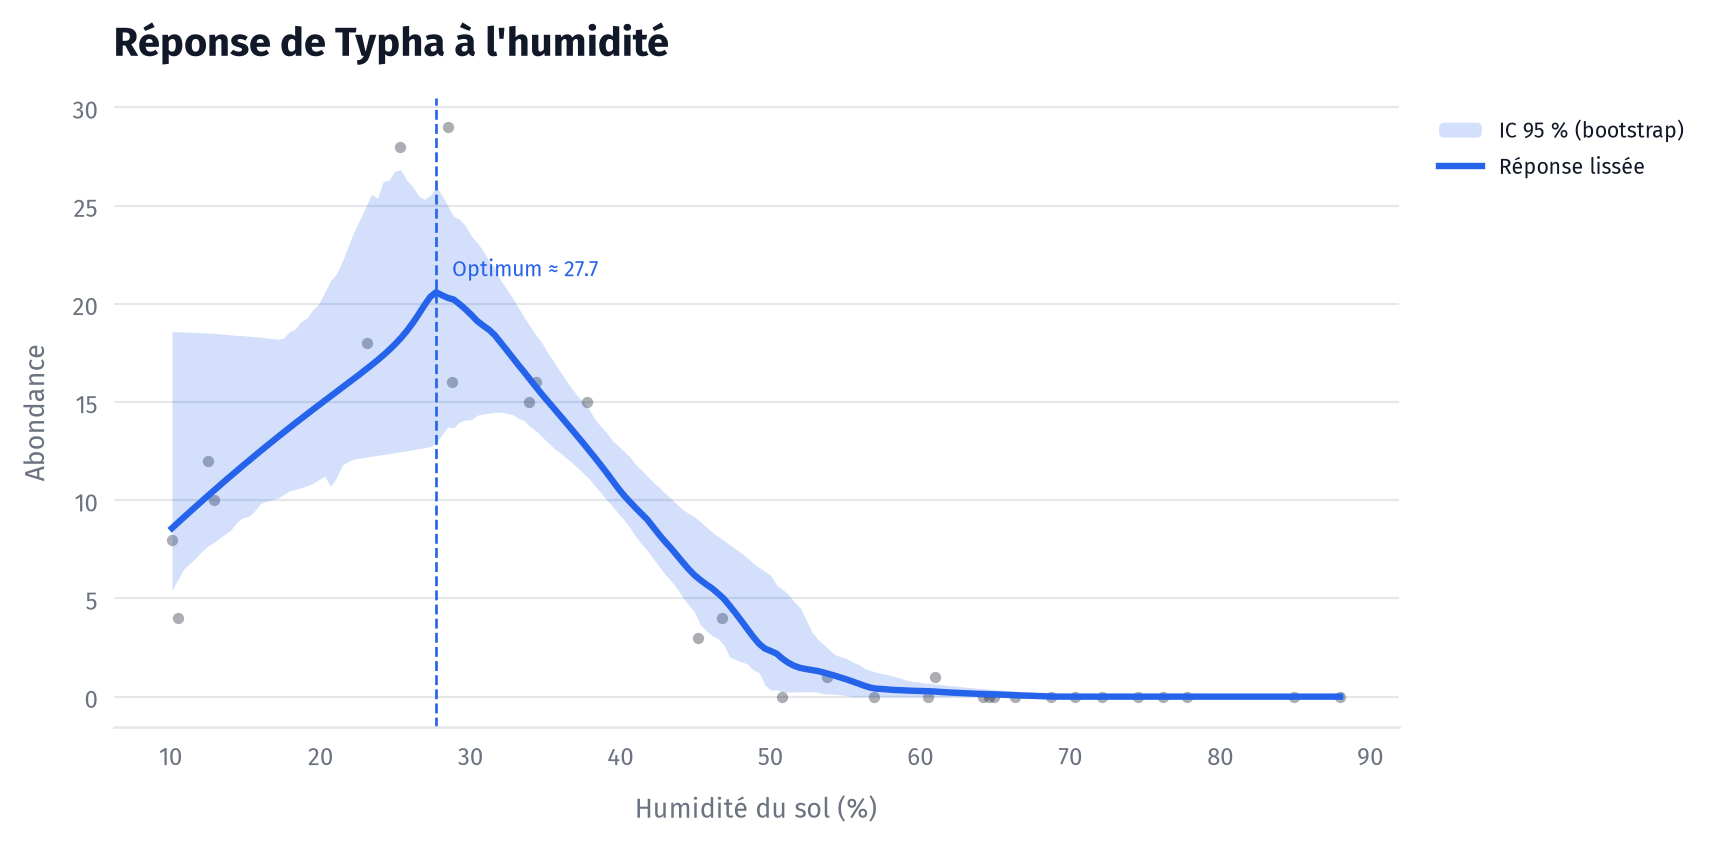 Réponse de Typha à l'humidité
30
25
20
15
10
5
0
Abondance
Optimum ≈ 27.7
10 20 30 40 50 60 70 80 90
Humidité du sol (%)
IC 95 % (bootstrap)
Réponse lissée